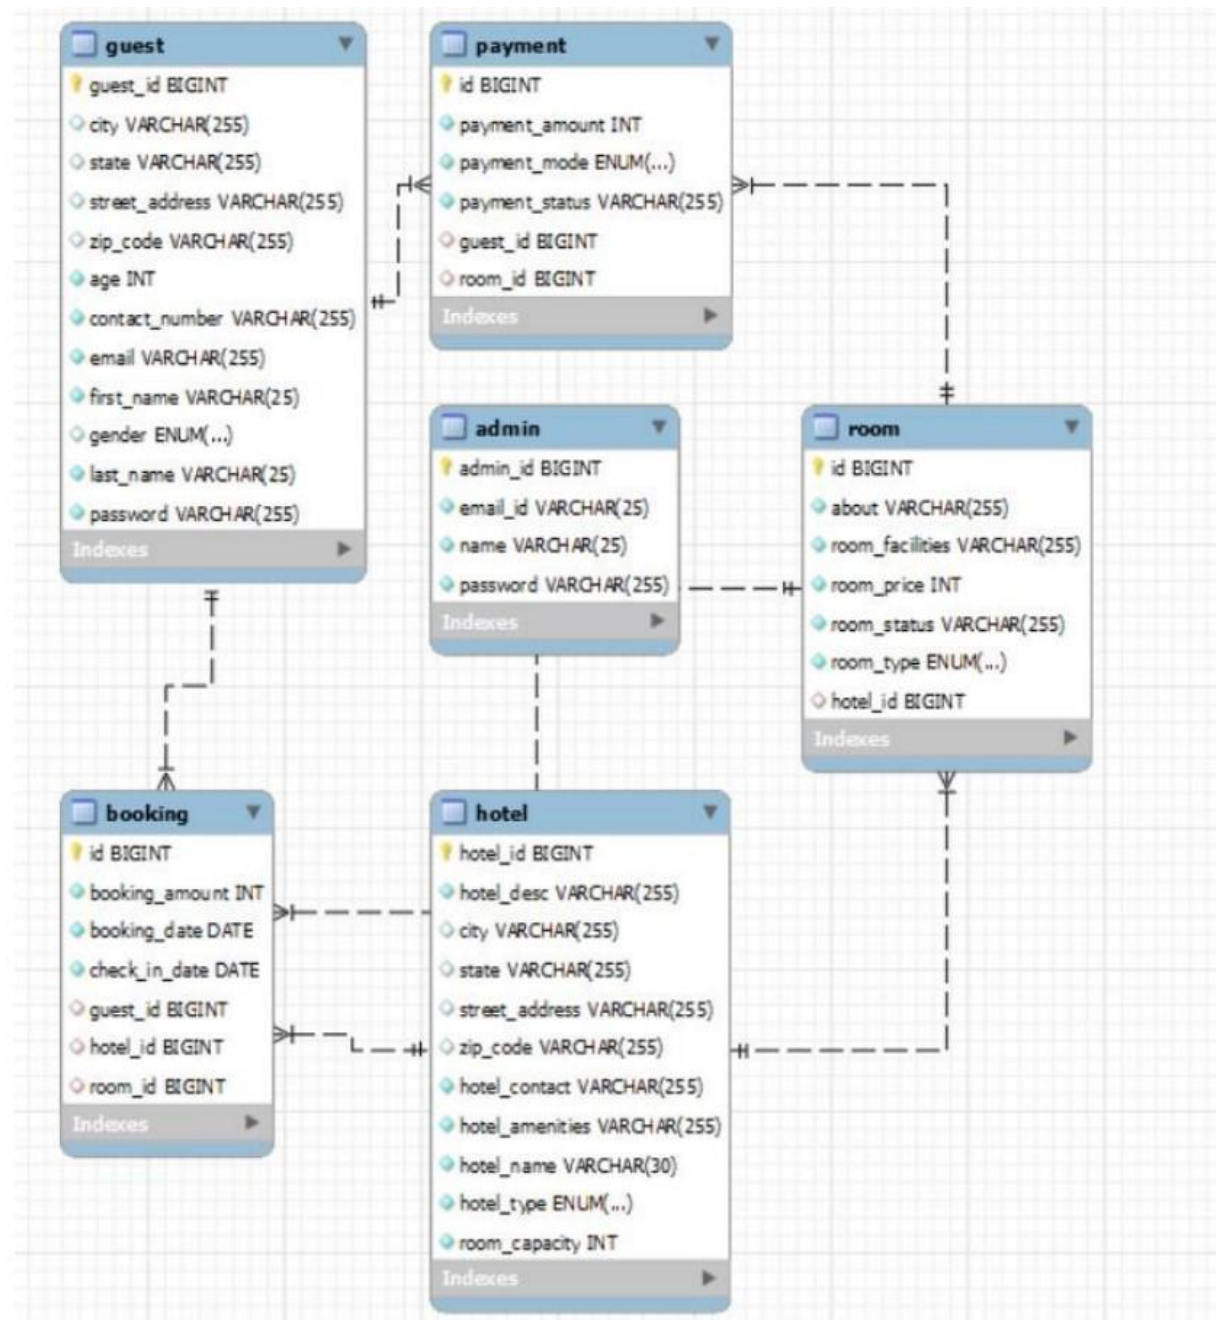 guest
guest_id BIGINT
city VARCHAR(255)
state VARCHAR(255)
street_address VARCHAR(255)
zip_code VARCHAR(255)
age INT
contact_number VARCHAR(255)
email VARCHAR(255)
first_name VARCHAR(25)
gender ENUM(...)
last_name VARCHAR(25)
password VARCHAR(255)
Indexes
payment
id BIGINT
payment_amount INT
payment_mode ENUM(...)
payment_status VARCHAR(255)
guest_id BIGINT
room_id BIGINT
Indexes
admin
admin_id BIGINT
email_id VARCHAR(25)
name VARCHAR(25)
password VARCHAR(255)
Indexes
room
id BIGINT
about VARCHAR(255)
room_facilities VARCHAR(255)
room_price INT
room_status VARCHAR(255)
room_type ENUM(...)
hotel_id BIGINT
Indexes
booking
id BIGINT
booking_amount INT
booking_date DATE
check_in_date DATE
guest_id BIGINT
hotel_id BIGINT
room_id BIGINT
Indexes
hotel
hotel_id BIGINT
hotel_desc VARCHAR(255)
city VARCHAR(255)
state VARCHAR(255)
street_address VARCHAR(255)
zip_code VARCHAR(255)
hotel_contact VARCHAR(255)
hotel_amenities VARCHAR(255)
hotel_name VARCHAR(30)
hotel_type ENUM(...)
room_capacity INT
Indexes